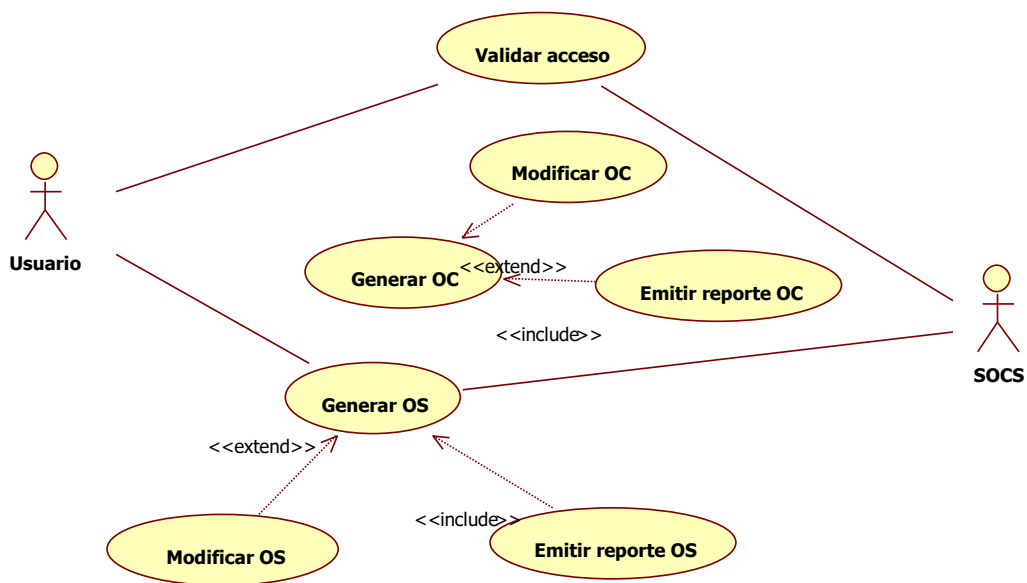 Validar acceso
Modificar OC
Usuario
Generar OC
<<extend>>
Emitir reporte OC
<<include>>
SOCS
Generar OS
<<extend>>
<<include>>
Modificar OS
Emitir reporte OS